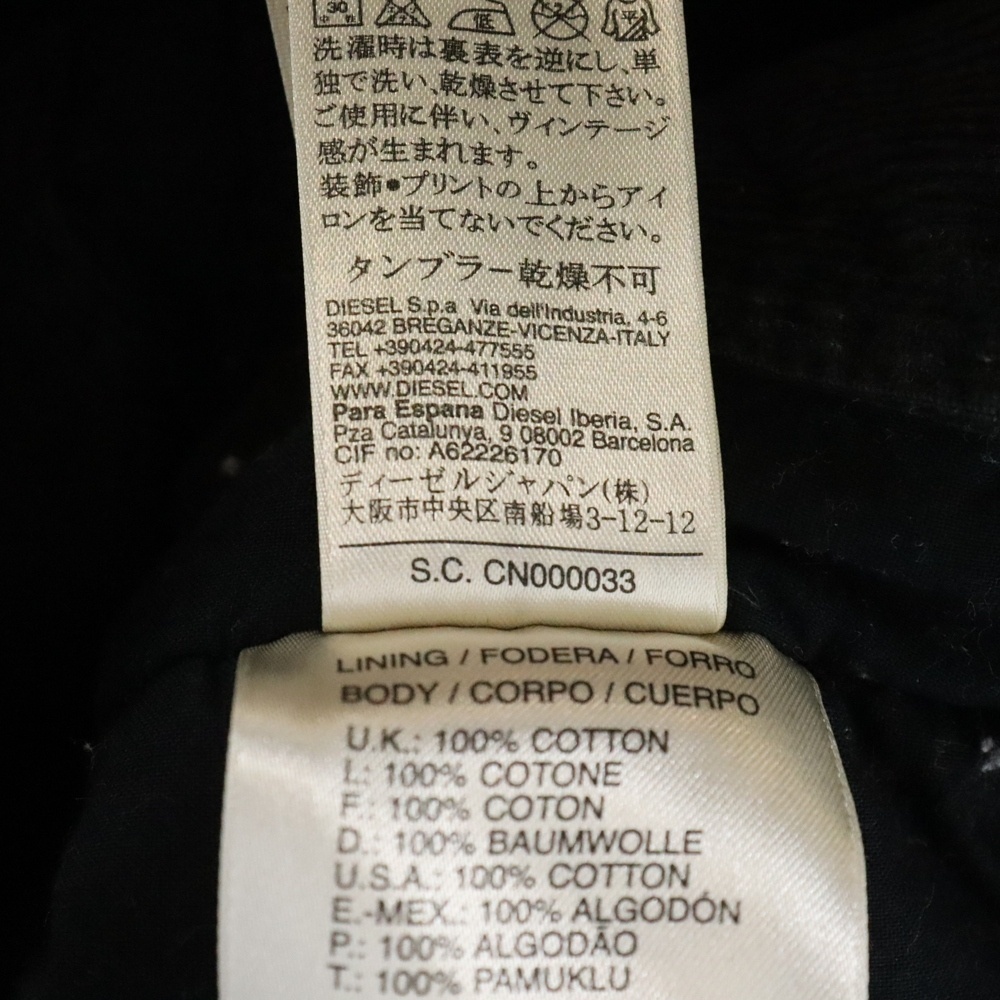 30
中
低
平
洗濯時は裏表を逆にし、単
独で洗い、乾燥させて下さい。
ご使用に伴い、ヴィンテージ
感が生まれます。
装飾●プリントの上からアイ
ロンを当てないでください。
タンブラー乾燥不可
DIESEL S.p.a Via dell'Industria, 4-6
36042 BREGANZE-VICENZA-ITALY
TEL +390424-477555
FAX +390424-411955
WWW.DIESEL.COM
Para Espana Diesel Iberia, S.A.
Pza Catalunya, 9 08002 Barcelona
CIF no: A62226170
ディーゼルジャパン(株)
大阪市中央区南船場3-12-12
S.C. CN000033
LINING / FODERA / FORRO
BODY / CORPO / CUERPO
U.K.: 100% COTTON
I.: 100% COTONE
F.: 100% COTON
D.: 100% BAUMWOLLE
U.S.A.: 100% COTTON
E.-MEX.: 100% ALGODÓN
P.: 100% ALGODÃO
T.: 100% PAMUKLU